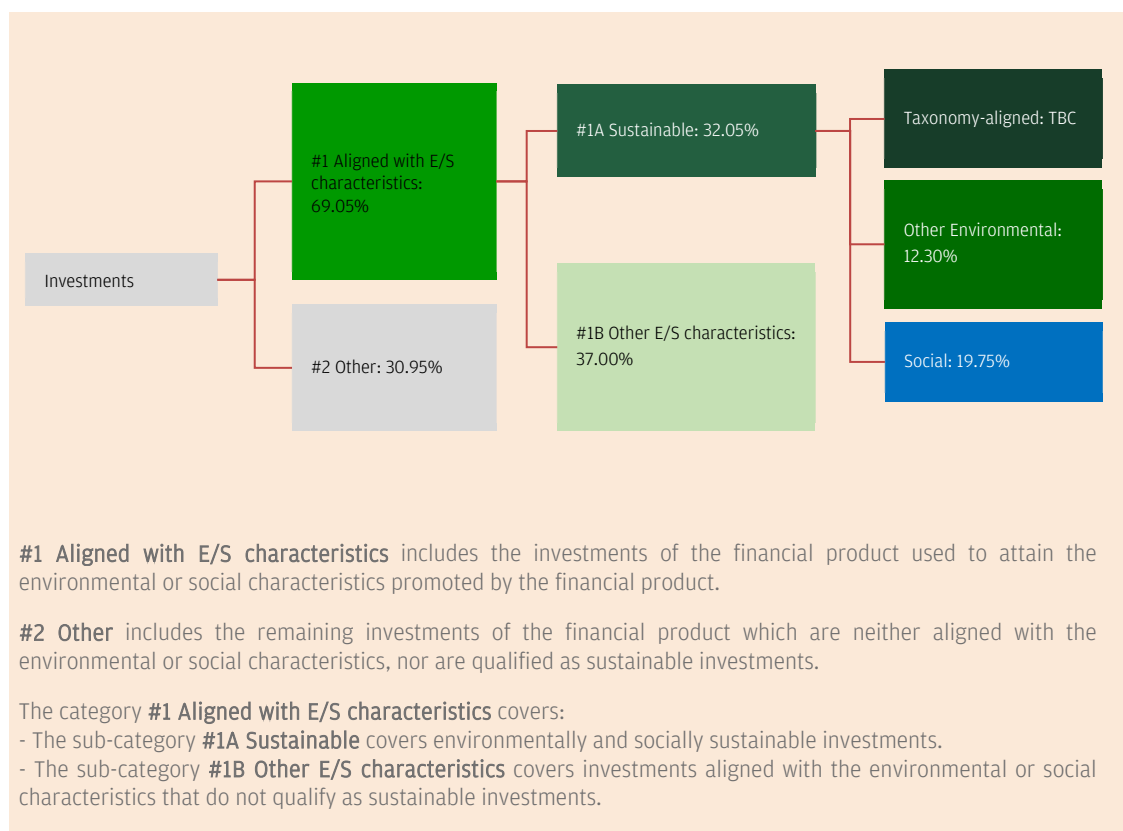 Investments
#1 Aligned with E/S
characteristics:
69.05%
#2 Other: 30.95%
#1A Sustainable: 32.05%
#1B Other E/S characteristics:
37.00%
Taxonomy-aligned: TBC
Other Environmental:
12.30%
Social: 19.75%
#1 Aligned with E/S characteristics includes the investments of the financial product used to attain the
environmental or social characteristics promoted by the financial product.
#2 Other includes the remaining investments of the financial product which are neither aligned with the
environmental or social characteristics, nor are qualified as sustainable investments.
The category #1 Aligned with E/S characteristics covers:
- The sub-category #1A Sustainable covers environmentally and socially sustainable investments.
- The sub-category #1B Other E/S characteristics covers investments aligned with the environmental or social
characteristics that do not qualify as sustainable investments.